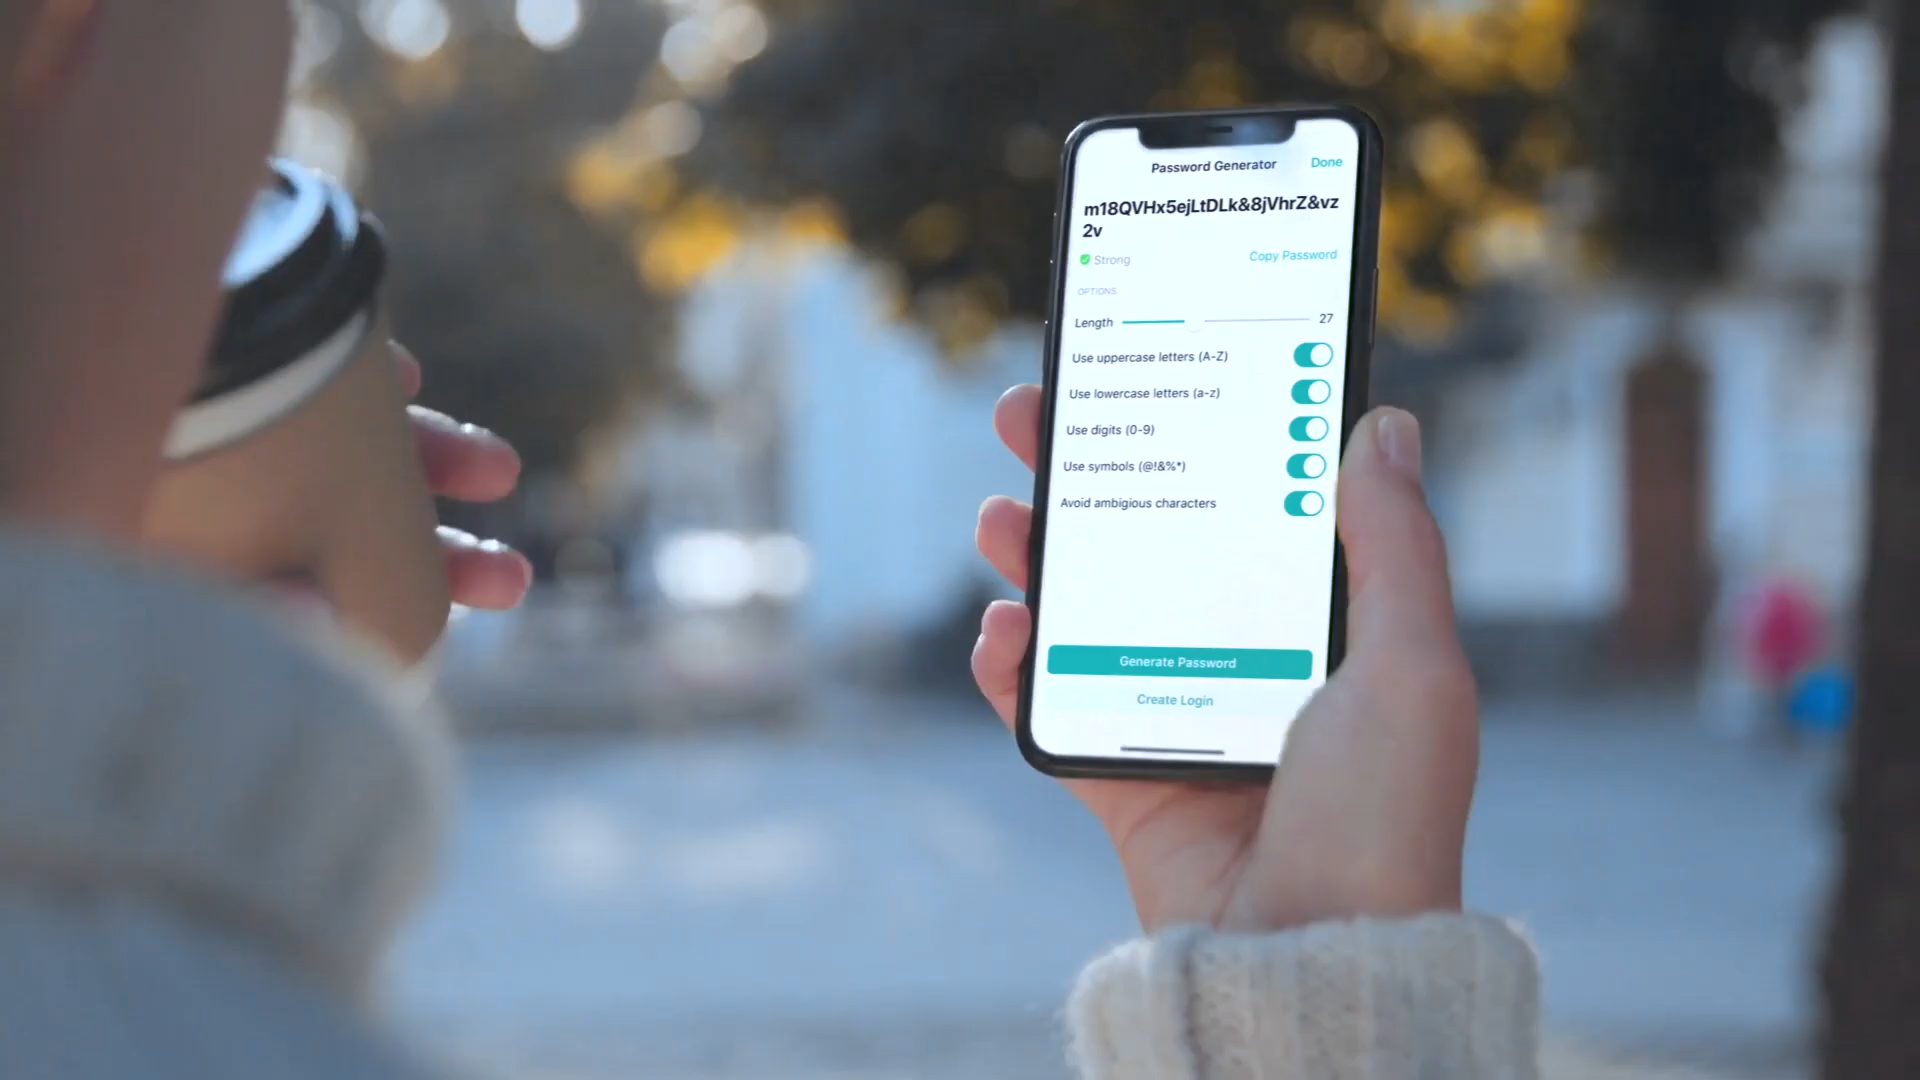 Password Generator Done
m18QVHx5ejLtDLk&8jVhrZ&vz
2v
Strong Copy Password
OPTIONS
Length 27
Use uppercase letters (A-Z)
Use lowercase letters (a-z)
Use digits (0-9)
Use symbols (@!&%*)
Avoid ambigious characters
Generate Password
Create Login